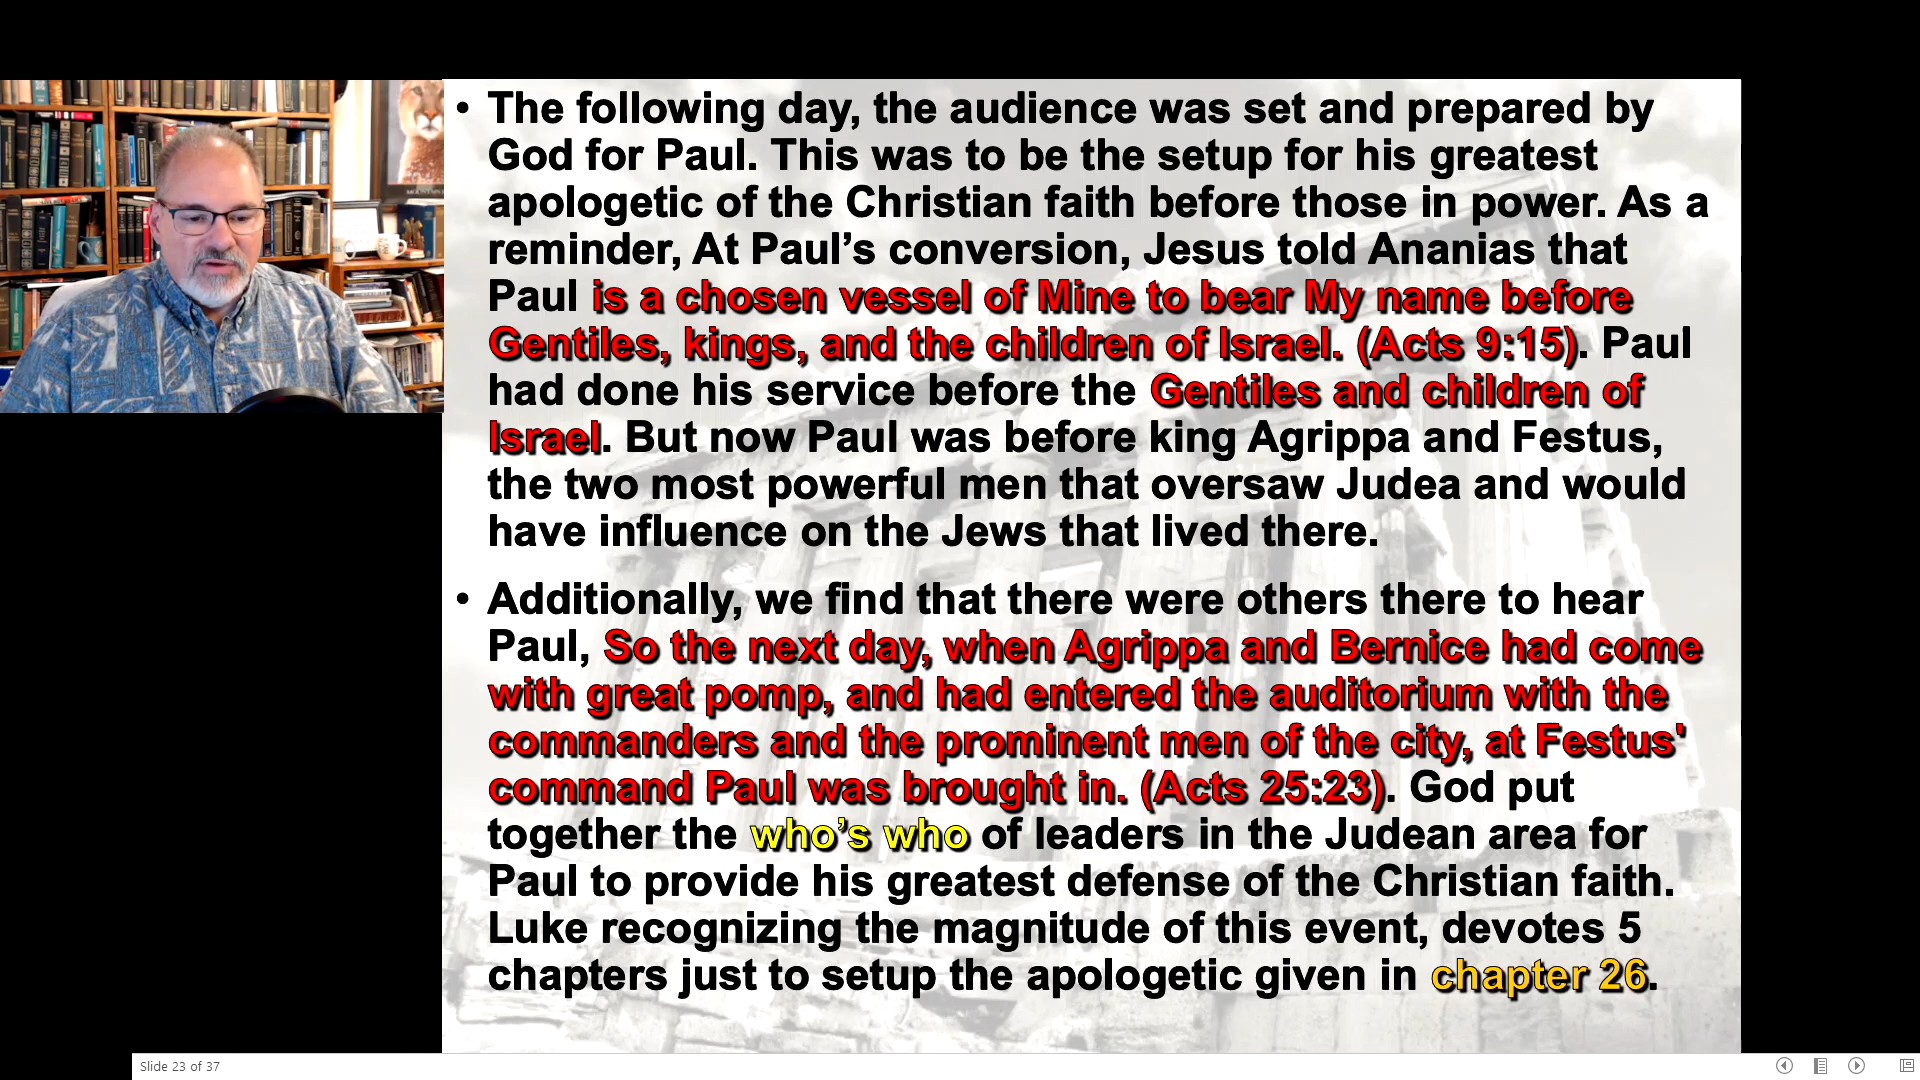 • The following day, the audience was set and prepared by
God for Paul. This was to be the setup for his greatest
apologetic of the Christian faith before those in power. As a
reminder, At Paul’s conversion, Jesus told Ananias that
Paul is a chosen vessel of Mine to bear My name before
Gentiles, kings, and the children of Israel. (Acts 9:15). Paul
had done his service before the Gentiles and children of
Israel. But now Paul was before king Agrippa and Festus,
the two most powerful men that oversaw Judea and would
have influence on the Jews that lived there.
• Additionally, we find that there were others there to hear
Paul, So the next day, when Agrippa and Bernice had come
with great pomp, and had entered the auditorium with the
commanders and the prominent men of the city, at Festus'
command Paul was brought in. (Acts 25:23). God put
together the who’s who of leaders in the Judean area for
Paul to provide his greatest defense of the Christian faith.
Luke recognizing the magnitude of this event, devotes 5
chapters just to setup the apologetic given in chapter 26.
Slide 23 of 37